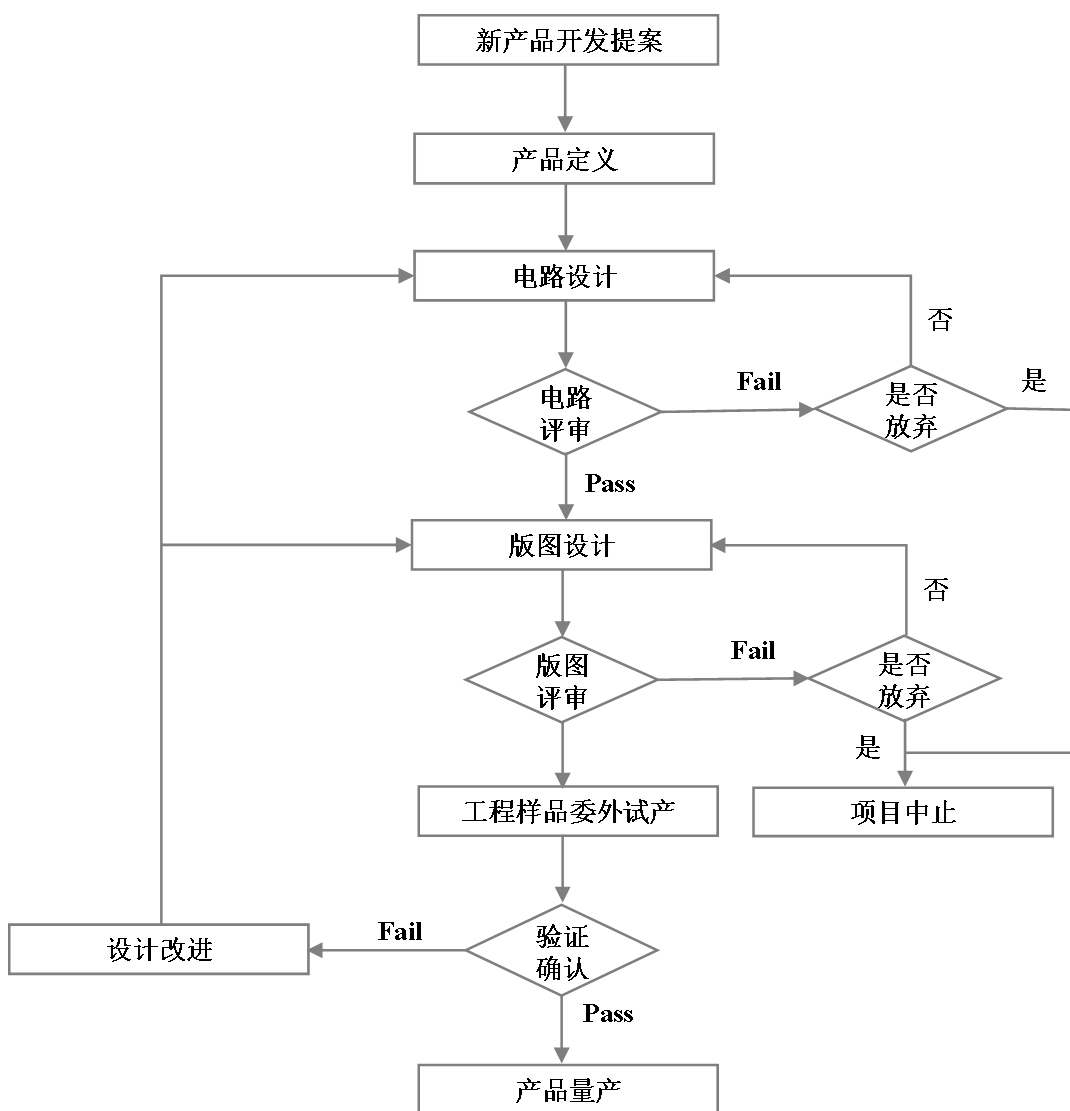 新产品开发提案
产品定义
电路设计
否
Fail
是
电路
评审
是否
放弃
Pass
版图设计
否
Fail
版图
评审
是否
放弃
是
工程样品委外试产
项目中止
Fail
设计改进
验证
确认
Pass
产品量产